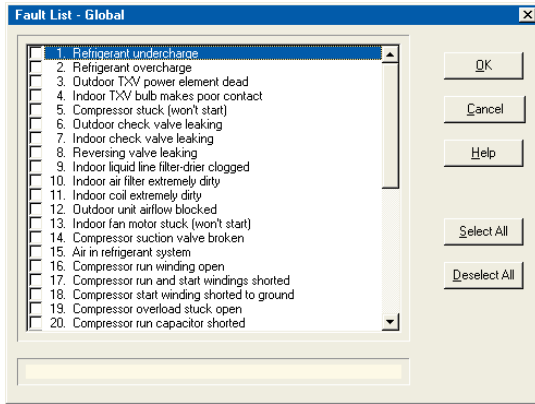 Fault List - Global
1. Refrigerant undercharge
2. Refrigerant overcharge
3. Outdoor TXV power element dead
4. Indoor TXV bulb makes poor contact
5. Compressor stuck (won't start)
6. Outdoor check valve leaking
7. Indoor check valve leaking
8. Reversing valve leaking
9. Indoor liquid line filter-drier clogged
10. Indoor air filter extremely dirty
11. Indoor coil extremely dirty
12. Outdoor unit airflow blocked
13. Indoor fan motor stuck (won't start)
14. Compressor suction valve broken
15. Air in refrigerant system
16. Compressor run winding open
17. Compressor run and start windings shorted
18. Compressor start winding shorted to ground
19. Compressor overload stuck open
20. Compressor run capacitor shorted
OK
Cancel
Help
Select All
Deselect All